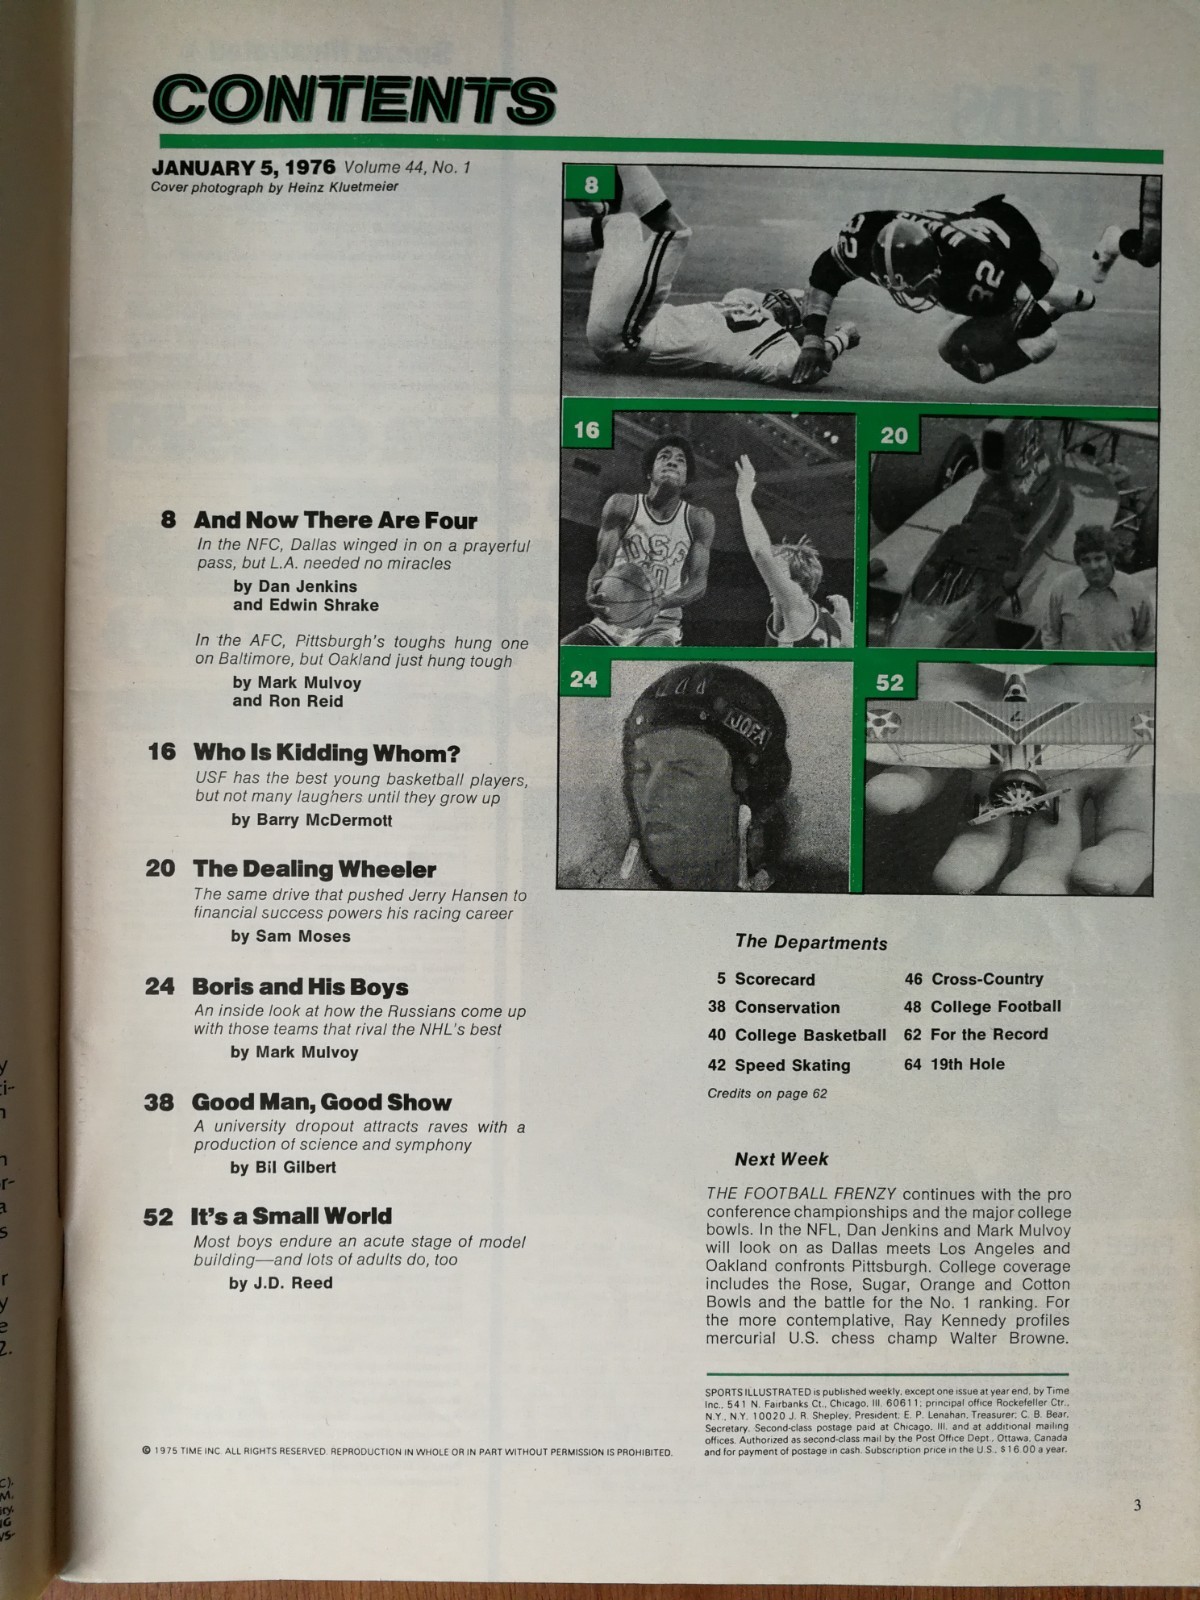 CONTENTS
JANUARY 5, 1976 Volume 44, No. 1
Cover photograph by Heinz Kluetmeier
8 And Now There Are Four
In the NFC, Dallas winged in on a prayerful
pass, but L.A. needed no miracles
by Dan Jenkins
and Edwin Shrake
In the AFC, Pittsburgh's toughs hung one
on Baltimore, but Oakland just hung tough
by Mark Mulvoy
and Ron Reid
16 Who Is Kidding Whom?
USF has the best young basketball players,
but not many laughers until they grow up
by Barry McDermott
20 The Dealing Wheeler
The same drive that pushed Jerry Hansen to
financial success powers his racing career
by Sam Moses
24 Boris and His Boys
An inside look at how the Russians come up
with those teams that rival the NHL's best
by Mark Mulvoy
38 Good Man, Good Show
A university dropout attracts raves with a
production of science and symphony
by Bil Gilbert
52 It's a Small World
Most boys endure an acute stage of model
building—and lots of adults do, too
by J.D. Reed
8
32
32
16
USF
20
24
JOFA
52
The Departments
5 Scorecard
38 Conservation
40 College Basketball
42 Speed Skating
46 Cross-Country
48 College Football
62 For the Record
64 19th Hole
Credits on page 62
Next Week
THE FOOTBALL FRENZY continues with the pro
conference championships and the major college
bowls. In the NFL, Dan Jenkins and Mark Mulvoy
will look on as Dallas meets Los Angeles and
Oakland confronts Pittsburgh. College coverage
includes the Rose, Sugar, Orange and Cotton
Bowls and the battle for the No. 1 ranking. For
the more contemplative, Ray Kennedy profiles
mercurial U.S. chess champ Walter Browne.
SPORTS ILLUSTRATED is published weekly, except one issue at year end, by Time
Inc., 541 N. Fairbanks Ct., Chicago, Ill. 60611; principal office Rockefeller Ctr.,
N.Y., N.Y. 10020 J. R. Shepley, President; E. P. Lenahan, Treasurer; C. B. Bear,
Secretary. Second-class postage paid at Chicago, Ill. and at additional mailing
offices. Authorized as second-class mail by the Post Office Dept., Ottawa, Canada
and for payment of postage in cash. Subscription price in the U.S., $16.00 a year.
© 1975 TIME INC. ALL RIGHTS RESERVED. REPRODUCTION IN WHOLE OR IN PART WITHOUT PERMISSION IS PROHIBITED.
3